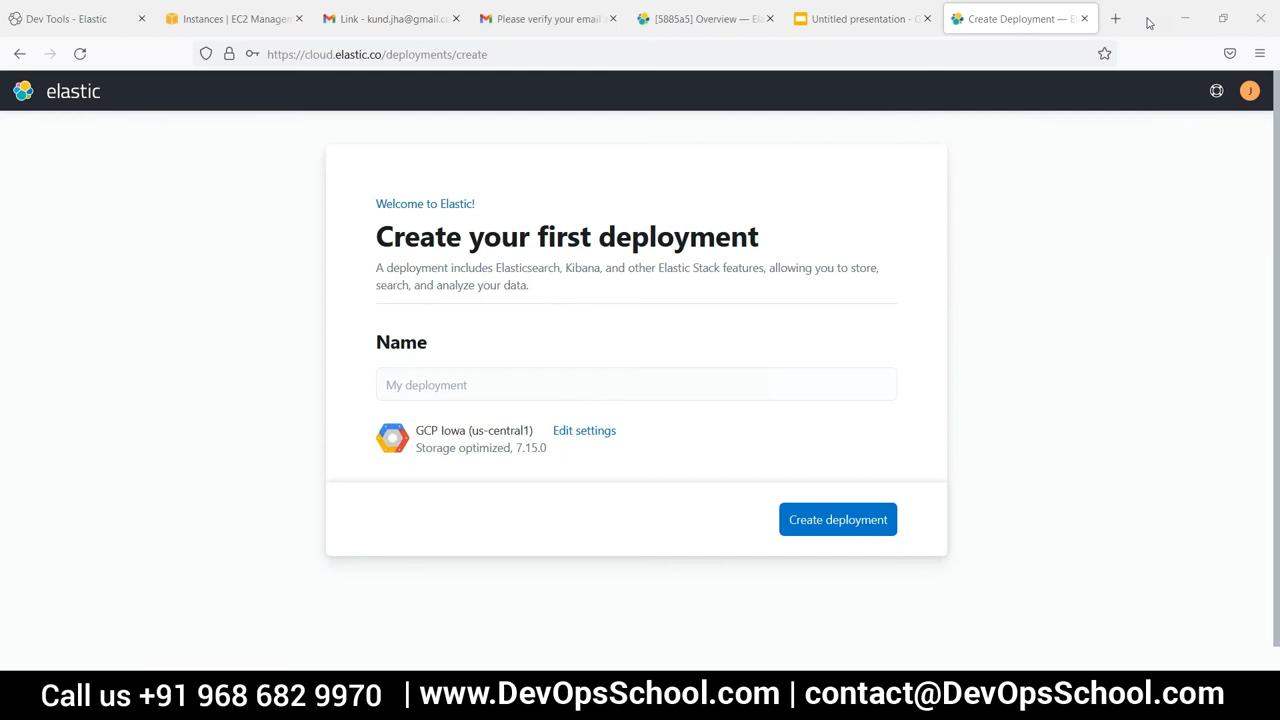 Dev Tools - Elastic
Instances | EC2 Managem
Link - kund.jha@gmail.c
Please verify your email
[5885a5] Overview — Ela
Untitled presentation - G
Create Deployment — E
https://cloud.elastic.co/deployments/create
elastic
J
Welcome to Elastic!
Create your first deployment
A deployment includes Elasticsearch, Kibana, and other Elastic Stack features, allowing you to store,
search, and analyze your data.
Name
My deployment
GCP Iowa (us-central1) Edit settings
Storage optimized, 7.15.0
Create deployment
Call us +91 968 682 9970 | www.DevOpsSchool.com | contact@DevOpsSchool.com